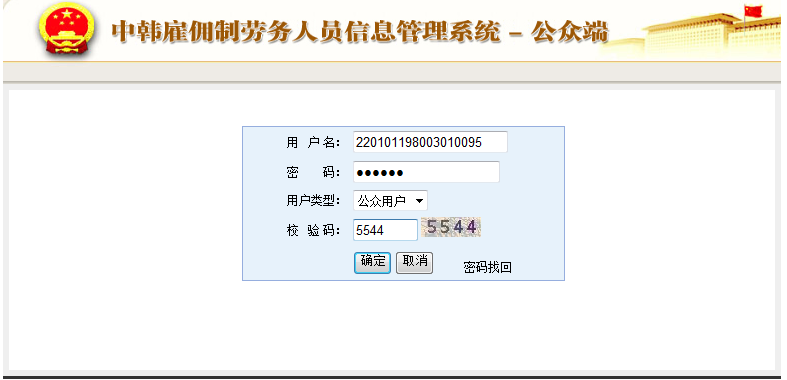 中韩雇佣制劳务人员信息管理系统 - 公众端
用 户 名: 220101198003010095
密 码: ●●●●●●
用户类型: 公众用户
校 验 码: 5544 5544
确定 取消 密码找回